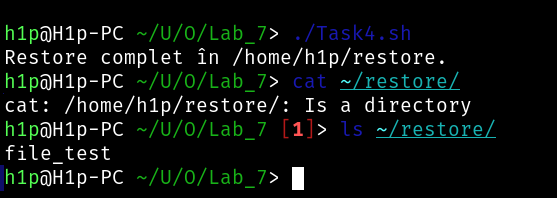 h1p@H1p-PC ~/U/O/Lab_7> ./Task4.sh
Restore complet în /home/h1p/restore.
h1p@H1p-PC ~/U/O/Lab_7> cat ~/restore/
cat: /home/h1p/restore/: Is a directory
h1p@H1p-PC ~/U/O/Lab_7 [1]> ls ~/restore/
file_test
h1p@H1p-PC ~/U/O/Lab_7>